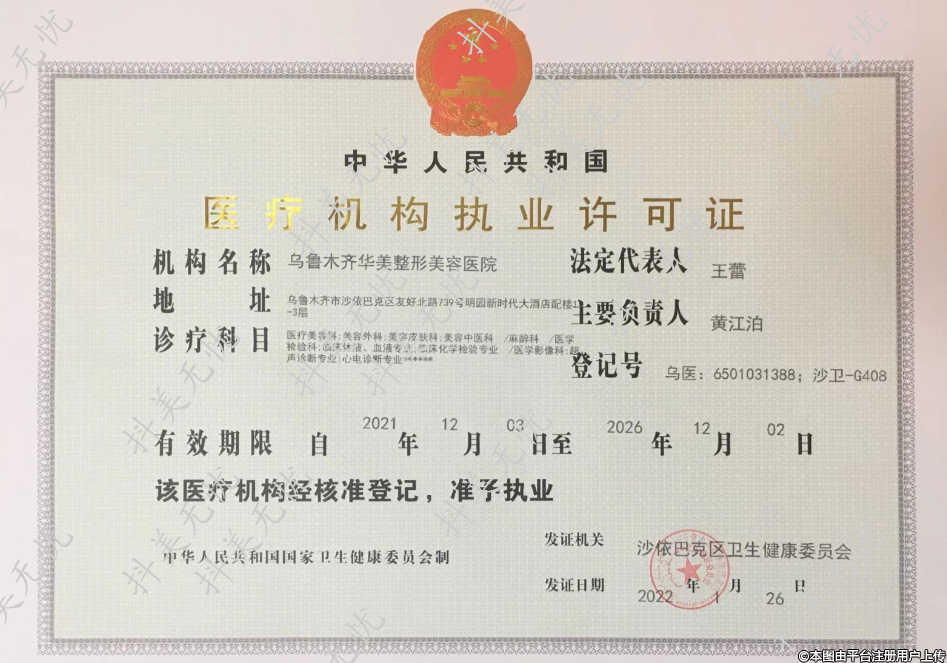 中华人民共和国
医疗机构执业许可证
机构名称 乌鲁木齐华美整形美容医院
法定代表人 王蕾
地址 乌鲁木齐市沙依巴克区友好北路739号明园新时代大酒店配楼1
-3层
主要负责人 黄江泊
诊疗科目 医疗美容科;美容外科;美容皮肤科;美容中医科 /麻醉科 /医学
检验科;临床体液、血液专业;临床化学检验专业 /医学影像科;超
声诊断专业;心电诊断专业******
登记号 乌医：6501031388；沙卫-G408
有效期限 自 2021 年 12 月 03 日至 2026 年 12 月 02 日
该医疗机构经核准登记，准予执业
中华人民共和国国家卫生健康委员会制
发证机关 沙依巴克区卫生健康委员会
发证日期 2022 年 1 月 26 日
抖美无忧
©本图由平台注册用户上传